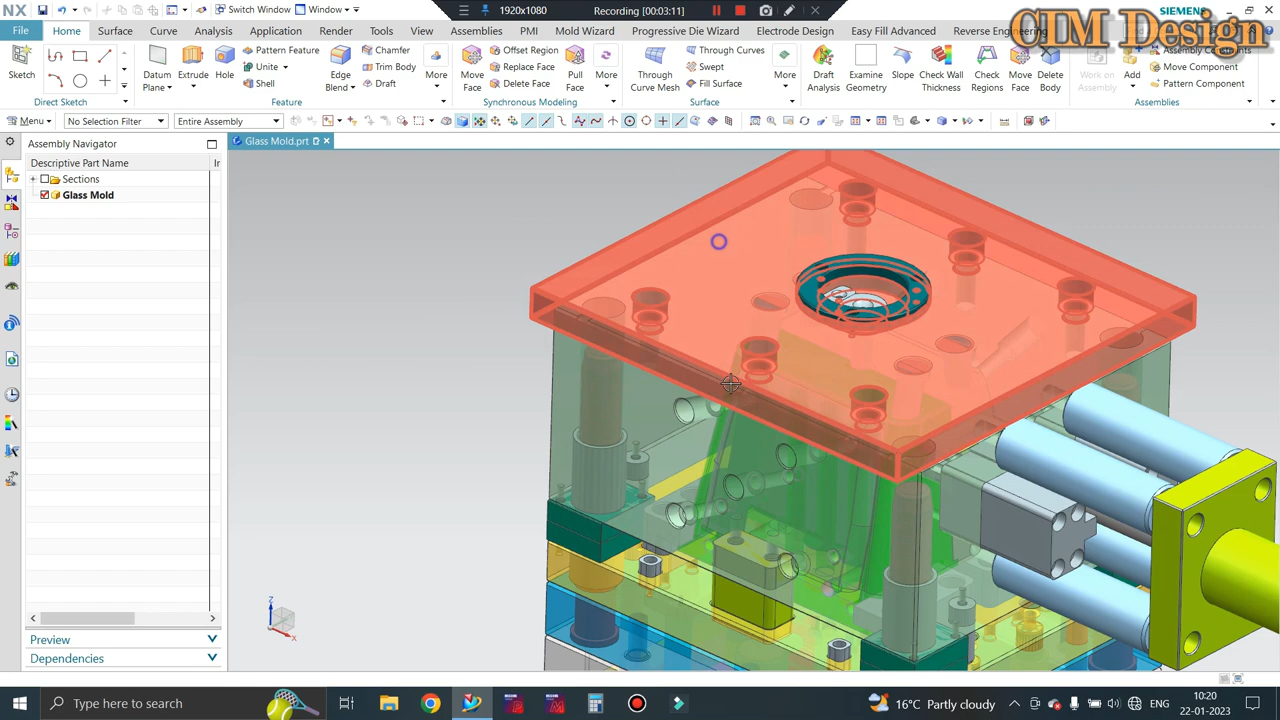 NX
Switch Window
Window
1920x1080
Recording [00:03:11]
SIEMENS
CIM Design
File
Home
Surface
Curve
Analysis
Application
Render
Tools
View
Assemblies
PMI
Mold Wizard
Progressive Die Wizard
Electrode Design
Easy Fill Advanced
Reverse
Sketch
Direct Sketch
Datum Plane
Extrude
Hole
Pattern Feature
Unite
Shell
Edge Blend
Chamfer
Trim Body
Draft
More
Feature
Move Face
Offset Region
Replace Face
Delete Face
Pull Face
More
Synchronous Modeling
Through Curve Mesh
Through Curves
Swept
Fill Surface
More
Surface
Draft Analysis
Examine Geometry
Slope
Check Wall Thickness
Check Regions
Move Face
Delete Body
Work on Assembly
Add
Assembly Constraints
Move Component
Pattern Component
Assemblies
Menu
No Selection Filter
Entire Assembly
Assembly Navigator
Glass Mold.prt
Descriptive Part Name
Ir
Sections
Glass Mold
Z
X
Preview
Dependencies
Type here to search
16°C Partly cloudy
ENG
10:20
22-01-2023